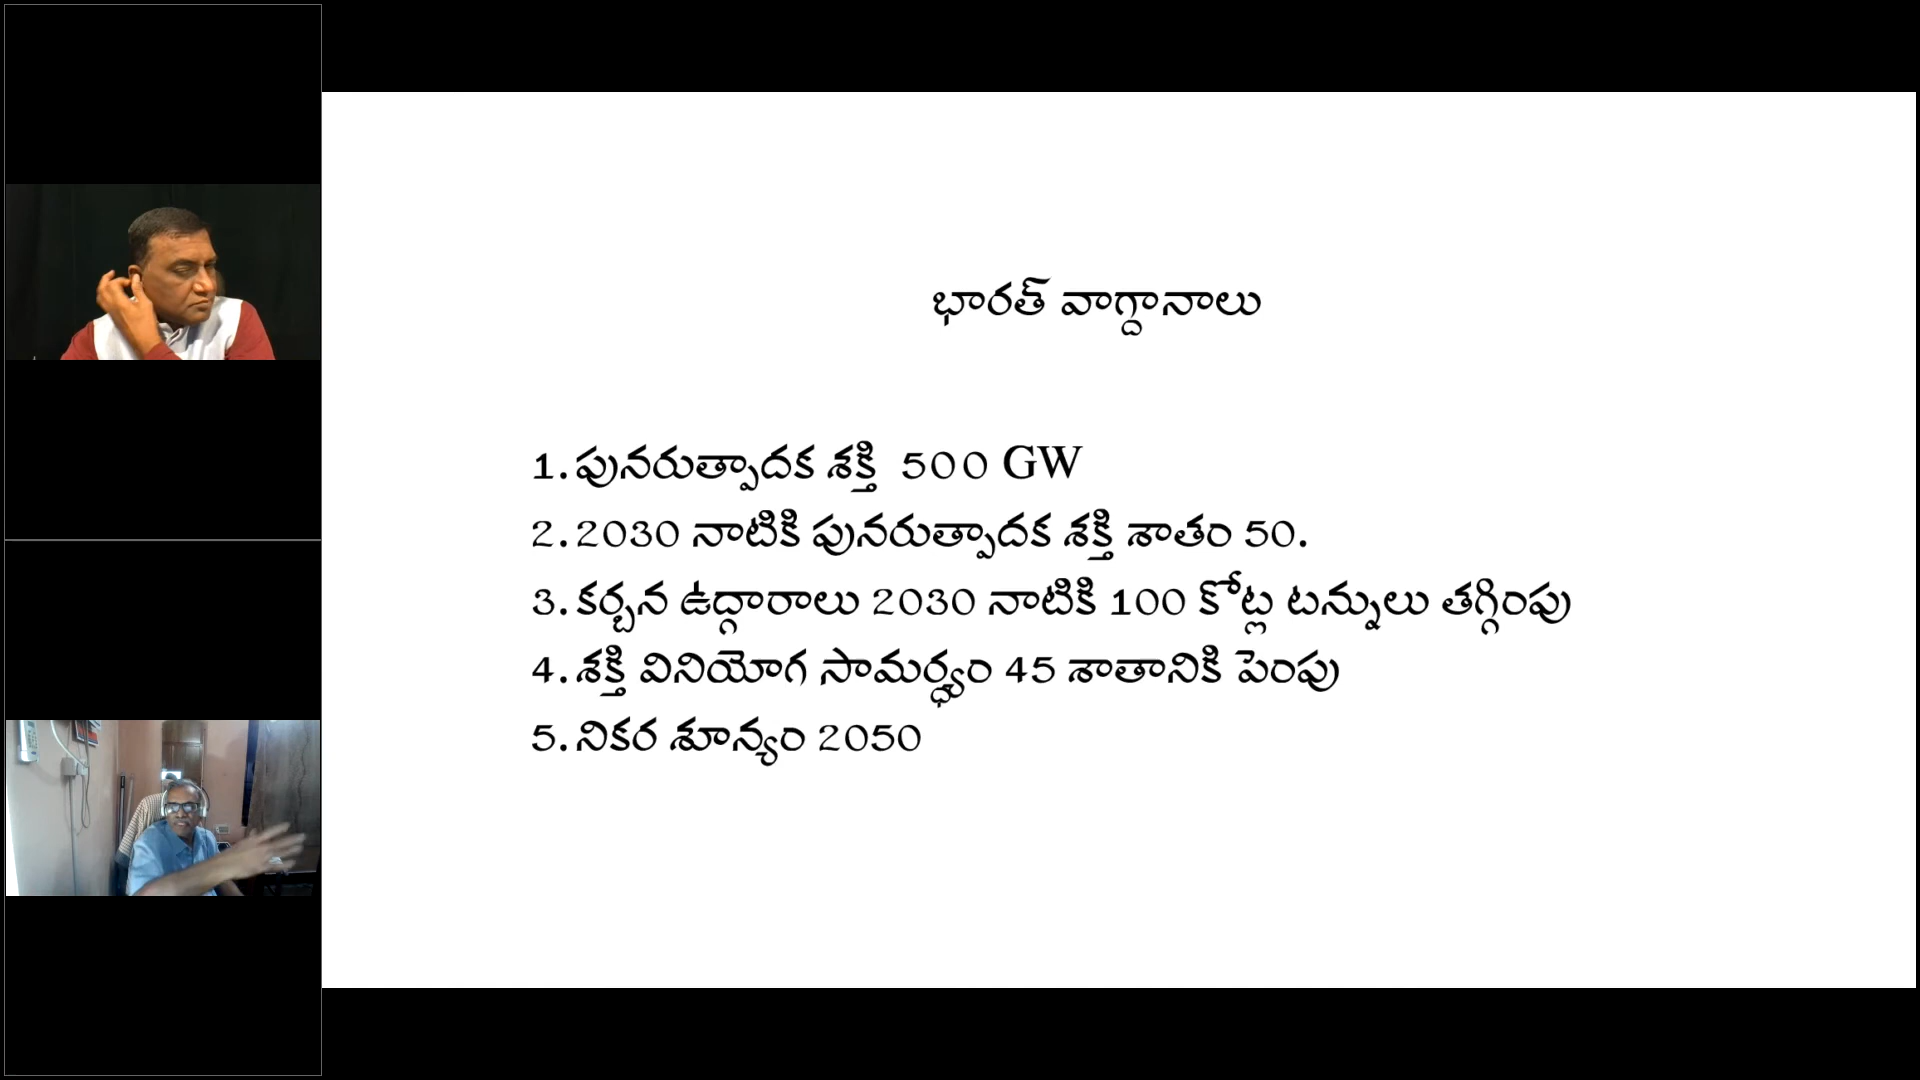 భారత్ వాగ్దానాలు
1. పునరుత్పాదక శక్తి 500 GW
2. 2030 నాటికి పునరుత్పాదక శక్తి శాతం 50.
3. కర్బన ఉద్గారాలు 2030 నాటికి 100 కోట్ల టన్నులు తగ్గింపు
4. శక్తి వినియోగ సామర్ధ్యం 45 శాతానికి పెంపు
5. నికర శూన్యం 2050